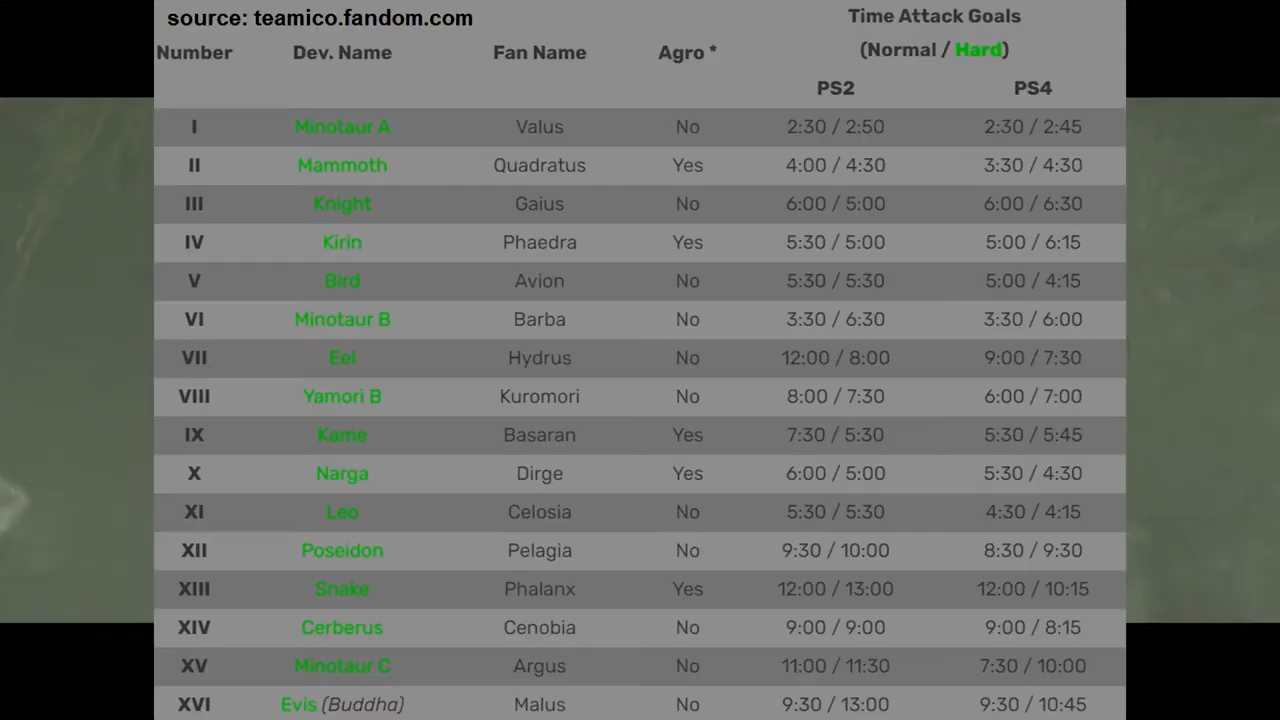 source: teamico.fandom.com
Time Attack Goals
Number Dev. Name Fan Name Agro * (Normal / Hard)
PS2 PS4
I Minotaur A Valus No 2:30 / 2:50 2:30 / 2:45
II Mammoth Quadratus Yes 4:00 / 4:30 3:30 / 4:30
III Knight Gaius No 6:00 / 5:00 6:00 / 6:30
IV Kirin Phaedra Yes 5:30 / 5:00 5:00 / 6:15
V Bird Avion No 5:30 / 5:30 5:00 / 4:15
VI Minotaur B Barba No 3:30 / 6:30 3:30 / 6:00
VII Eel Hydrus No 12:00 / 8:00 9:00 / 7:30
VIII Yamori B Kuromori No 8:00 / 7:30 6:00 / 7:00
IX Kame Basaran Yes 7:30 / 5:30 5:30 / 5:45
X Narga Dirge Yes 6:00 / 5:00 5:30 / 4:30
XI Leo Celosia No 5:30 / 5:30 4:30 / 4:15
XII Poseidon Pelagia No 9:30 / 10:00 8:30 / 9:30
XIII Snake Phalanx Yes 12:00 / 13:00 12:00 / 10:15
XIV Cerberus Cenobia No 9:00 / 9:00 9:00 / 8:15
XV Minotaur C Argus No 11:00 / 11:30 7:30 / 10:00
XVI Evis (Buddha) Malus No 9:30 / 13:00 9:30 / 10:45